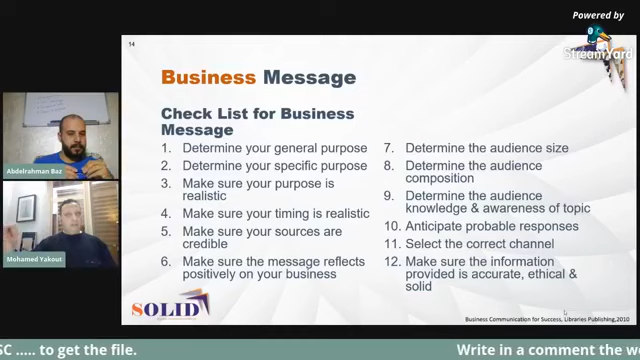 Powered by
StreamYard
14
Business Message
Check List for Business
Message
1. Determine your general purpose
2. Determine your specific purpose
3. Make sure your purpose is
realistic
4. Make sure your timing is realistic
5. Make sure your sources are
credible
6. Make sure the message reflects
positively on your business
7. Determine the audience size
8. Determine the audience
composition
9. Determine the audience
knowledge & awareness of topic
10. Anticipate probable responses
11. Select the correct channel
12. Make sure the information
provided is accurate, ethical &
solid
Abdelrahman Baz
Mohamed Yakout
SOLID
Business Communication for Success, Libraries Publishing,2010
SC ..... to get the file.
Write in a comment the w